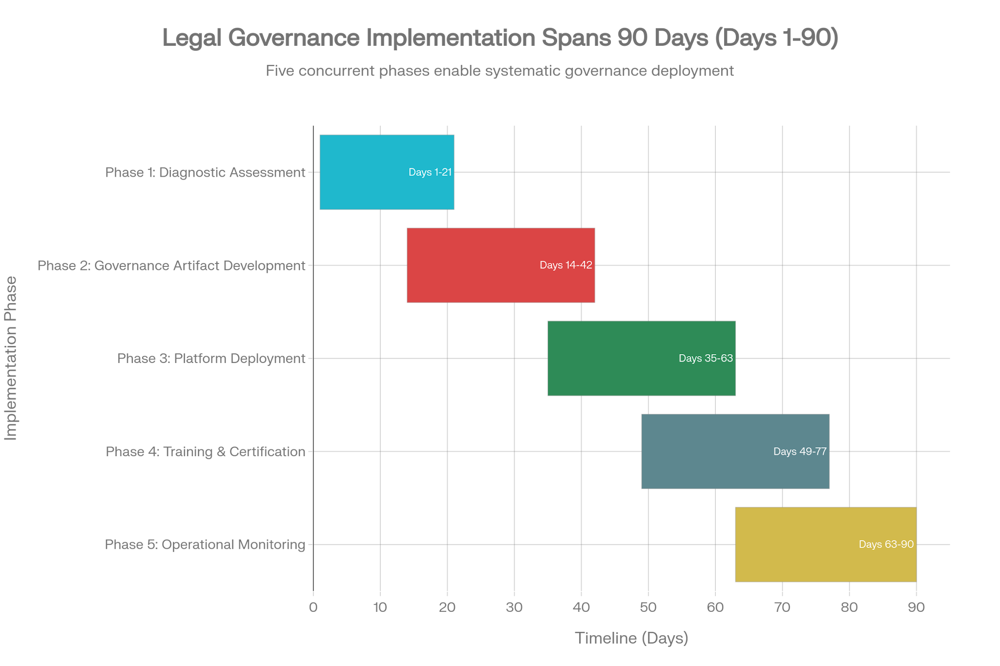 Legal Governance Implementation Spans 90 Days (Days 1-90)
Five concurrent phases enable systematic governance deployment
Implementation Phase
Phase 1: Diagnostic Assessment
Days 1-21
Phase 2: Governance Artifact Development
Days 14-42
Phase 3: Platform Deployment
Days 35-63
Phase 4: Training & Certification
Days 49-77
Phase 5: Operational Monitoring
Days 63-90
0 10 20 30 40 50 60 70 80 90
Timeline (Days)